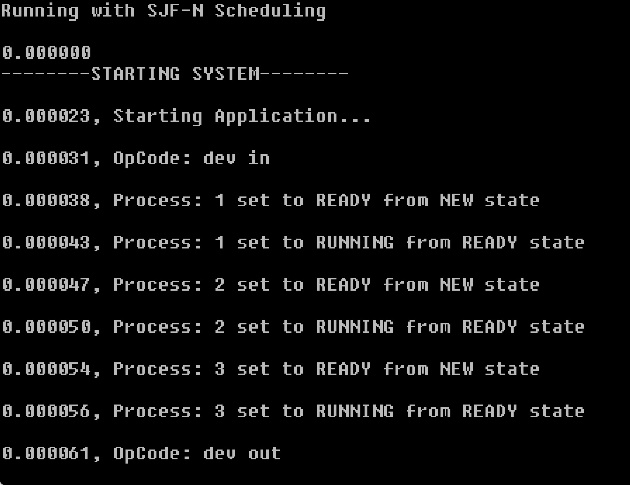 Running with SJF-N Scheduling
0.000000
--------STARTING SYSTEM--------
0.000023, Starting Application...
0.000031, OpCode: dev in
0.000038, Process: 1 set to READY from NEW state
0.000043, Process: 1 set to RUNNING from READY state
0.000047, Process: 2 set to READY from NEW state
0.000050, Process: 2 set to RUNNING from READY state
0.000054, Process: 3 set to READY from NEW state
0.000056, Process: 3 set to RUNNING from READY state
0.000061, OpCode: dev out